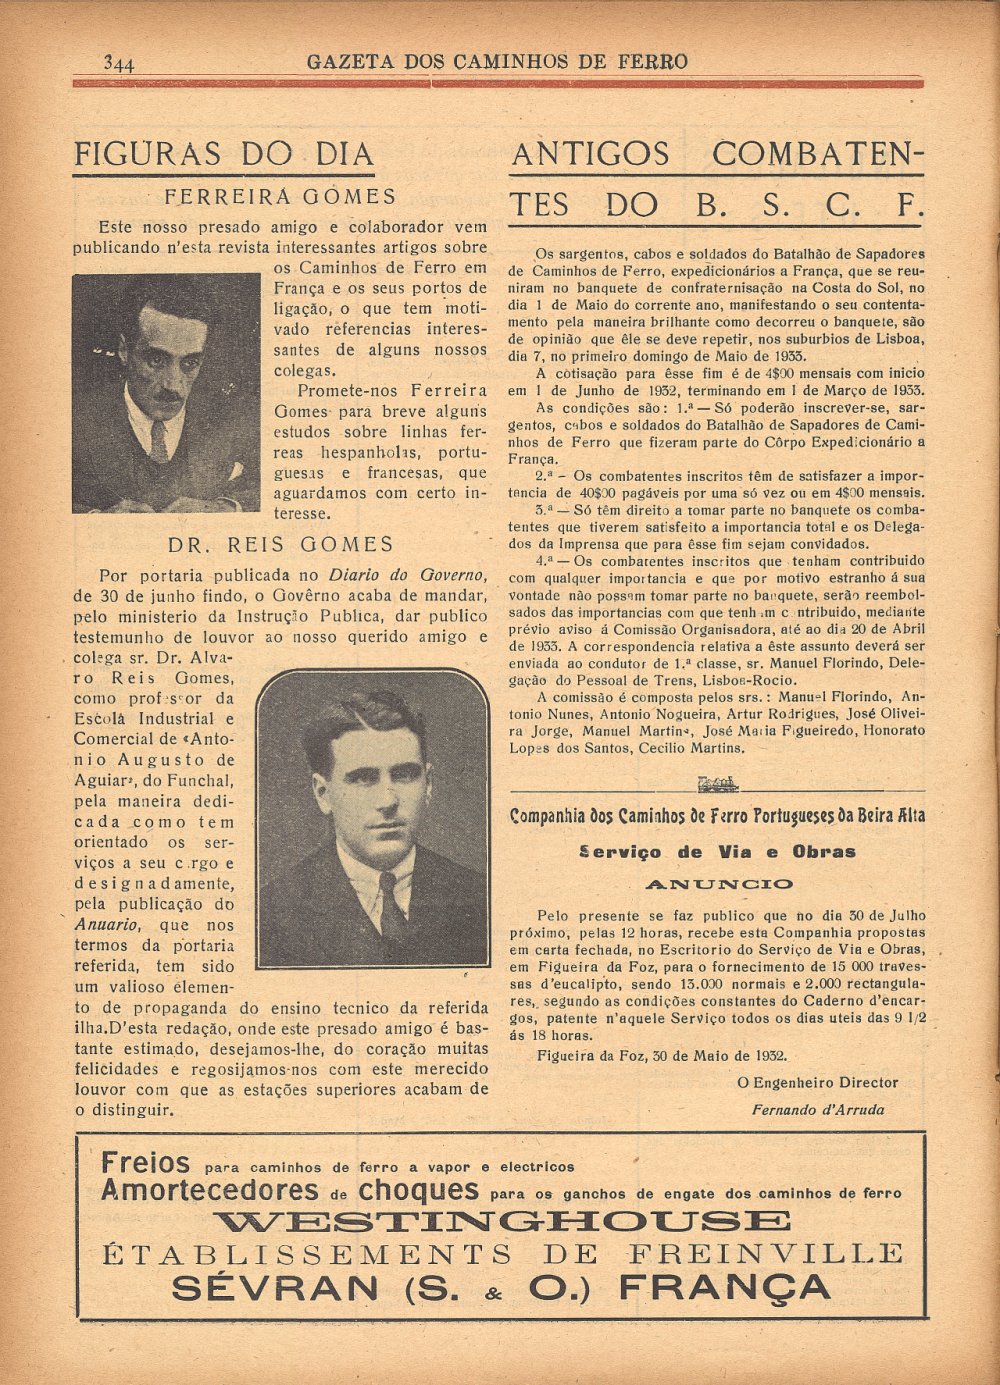 344
GAZETA DOS CAMINHOS DE FERRO
FIGURAS DO DIA
FERREIRA GOMES
Este nosso presado amigo e colaborador vem
publicando n'esta revista interessantes artigos sobre
os Caminhos de Ferro em
França e os seus portos de
ligação, o que tem moti-
vado referencias interes-
santes de alguns nossos
colegas.
Promete-nos Ferreira
Gomes para breve alguns
estudos sobre linhas fer-
reas hespanholas, portu-
guesas e francesas, que
aguardamos com certo in-
teresse.
DR. REIS GOMES
Por portaria publicada no Diario do Governo,
de 30 de junho findo, o Govêrno acaba de mandar,
pelo ministerio da Instrução Publica, dar publico
testemunho de louvor ao nosso querido amigo e
colega sr. Dr. Alva-
ro Reis Gomes,
como professor da
Escola Industrial e
Comercial de «Anto-
nio Augusto de
Aguiar», do Funchal,
pela maneira dedi-
cada como tem
orientado os ser-
viços a seu cargo e
designadamente,
pela publicação do
Anuario, que nos
termos da portaria
referida, tem sido
um valioso elemen-
to de propaganda do ensino tecnico da referida
ilha.D'esta redação, onde este presado amigo é bas-
tante estimado, desejamos-lhe, do coração muitas
felicidades e regosijamos-nos com este merecido
louvor com que as estações superiores acabam de
o distinguir.
ANTIGOS COMBATEN-
TES DO B. S. C. F.
Os sargentos, cabos e soldados do Batalhão de Sapadores
de Caminhos de Ferro, expedicionários a França, que se reu-
niram no banquete de confraternisação na Costa do Sol, no
dia 1 de Maio do corrente ano, manifestando o seu contenta-
mento pela maneira brilhante como decorreu o banquete, são
de opinião que êle se deve repetir, nos suburbios de Lisboa,
dia 7, no primeiro domingo de Maio de 1933.
A cotisação para êsse fim é de 4$00 mensais com inicio
em 1 de Junho de 1932, terminando em 1 de Março de 1933.
As condições são: 1.ª — Só poderão inscrever-se, sar-
gentos, cabos e soldados do Batalhão de Sapadores de Cami-
nhos de Ferro que fizeram parte do Côrpo Expedicionário a
França.
2.ª - Os combatentes inscritos têm de satisfazer a impor-
tancia de 40$00 pagáveis por uma só vez ou em 4$00 mensais.
3.ª — Só têm direito a tomar parte no banquete os comba-
tentes que tiverem satisfeito a importancia total e os Delega-
dos da Imprensa que para êsse fim sejam convidados.
4.ª — Os combatentes inscritos que tenham contribuido
com qualquer importancia e que por motivo estranho á sua
vontade não possam tomar parte no banquete, serão reembol-
sados das importancias com que tenham contribuido, mediante
prévio aviso á Comissão Organisadora, até ao dia 20 de Abril
de 1933. A correspondencia relativa a êste assunto deverá ser
enviada ao condutor de 1.ª classe, sr. Manuel Florindo, Dele-
gação do Pessoal de Trens, Lisboa-Rocio.
A comissão é composta pelos srs.: Manuel Florindo, An-
tonio Nunes, Antonio Nogueira, Artur Rodrigues, José Olivei-
ra Jorge, Manuel Martins, José Maria Figueiredo, Honorato
Lopes dos Santos, Cecilio Martins.
Companhia dos Caminhos de Ferro Portugueses da Beira Alta
Serviço de Via e Obras
ANUNCIO
Pelo presente se faz publico que no dia 30 de Julho
próximo, pelas 12 horas, recebe esta Companhia propostas
em carta fechada, no Escritorio do Serviço de Via e Obras,
em Figueira da Foz, para o fornecimento de 15 000 traves-
sas d'eucalipto, sendo 13.000 normais e 2.000 rectangula-
res, segundo as condições constantes do Caderno d'encar-
gos, patente n'aquele Serviço todos os dias uteis das 9 1/2
ás 18 horas.
Figueira da Foz, 30 de Maio de 1932.
O Engenheiro Director
Fernando d'Arruda
Freios para caminhos de ferro a vapor e electricos
Amortecedores de choques para os ganchos de engate dos caminhos de ferro
WESTINGHOUSE
ÉTABLISSEMENTS DE FREINVILLE
SÉVRAN (S. & O.) FRANÇA